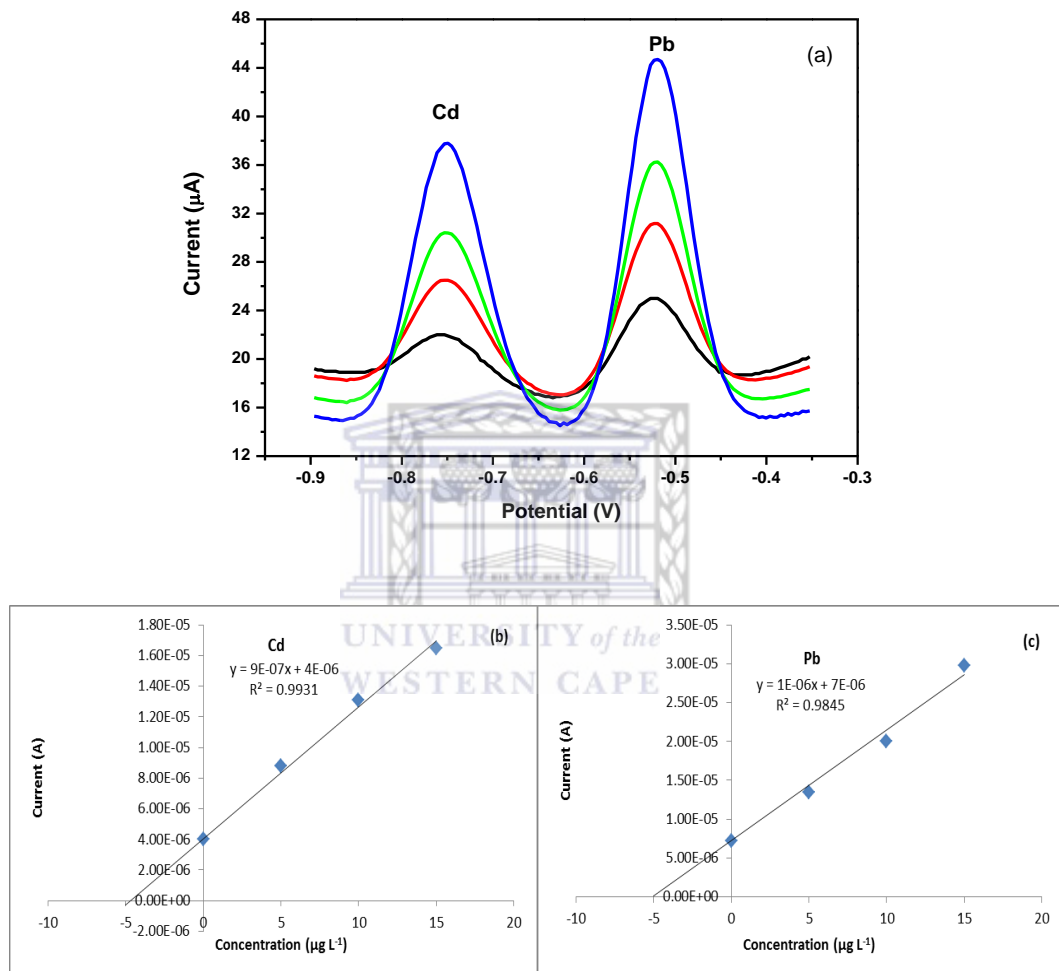 (a)
Pb
Cd
48
44
40
36
32
28
24
20
16
12
Current (µA)
-0.9 -0.8 -0.7 -0.6 -0.5 -0.4 -0.3
Potential (V)
UNIVERSITY of the
WESTERN CAPE
(b)
Cd
y = 9E-07x + 4E-06
R² = 0.9931
1.80E-05
1.60E-05
1.40E-05
1.20E-05
1.00E-05
8.00E-06
6.00E-06
4.00E-06
2.00E-06
0.00E+00
-2.00E-06
Current (A)
-10 -5 0 5 10 15 20
Concentration (µg L-1)
(c)
Pb
y = 1E-06x + 7E-06
R² = 0.9845
3.50E-05
3.00E-05
2.50E-05
2.00E-05
1.50E-05
1.00E-05
5.00E-06
0.00E+00
Current (A)
-10 -5 0 5 10 15 20
Concentration (µg L-1)